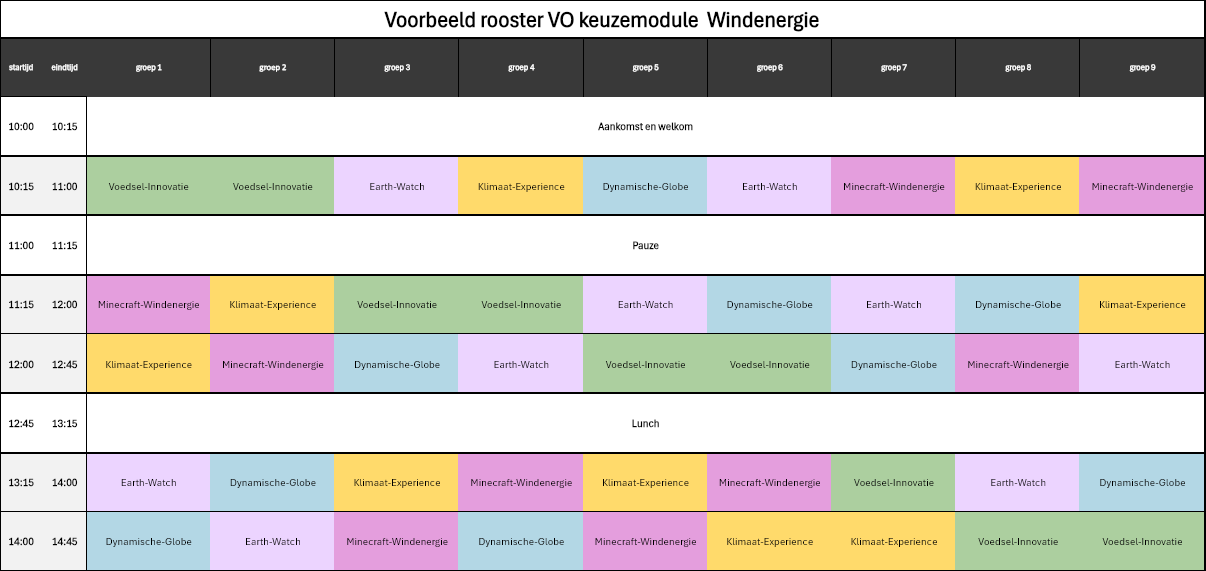 Voorbeeld rooster VO keuzemodule Windenergie
startijd eindtijd groep 1 groep 2 groep 3 groep 4 groep 5 groep 6 groep 7 groep 8 groep 9
10:00 10:15 Aankomst en welkom
10:15 11:00 Voedsel-Innovatie Voedsel-Innovatie Earth-Watch Klimaat-Experience Dynamische-Globe Earth-Watch Minecraft-Windenergie Klimaat-Experience Minecraft-Windenergie
11:00 11:15 Pauze
11:15 12:00 Minecraft-Windenergie Klimaat-Experience Voedsel-Innovatie Voedsel-Innovatie Earth-Watch Dynamische-Globe Earth-Watch Dynamische-Globe Klimaat-Experience
12:00 12:45 Klimaat-Experience Minecraft-Windenergie Dynamische-Globe Earth-Watch Voedsel-Innovatie Voedsel-Innovatie Dynamische-Globe Minecraft-Windenergie Earth-Watch
12:45 13:15 Lunch
13:15 14:00 Earth-Watch Dynamische-Globe Klimaat-Experience Minecraft-Windenergie Klimaat-Experience Minecraft-Windenergie Voedsel-Innovatie Earth-Watch Dynamische-Globe
14:00 14:45 Dynamische-Globe Earth-Watch Minecraft-Windenergie Dynamische-Globe Minecraft-Windenergie Klimaat-Experience Klimaat-Experience Voedsel-Innovatie Voedsel-Innovatie